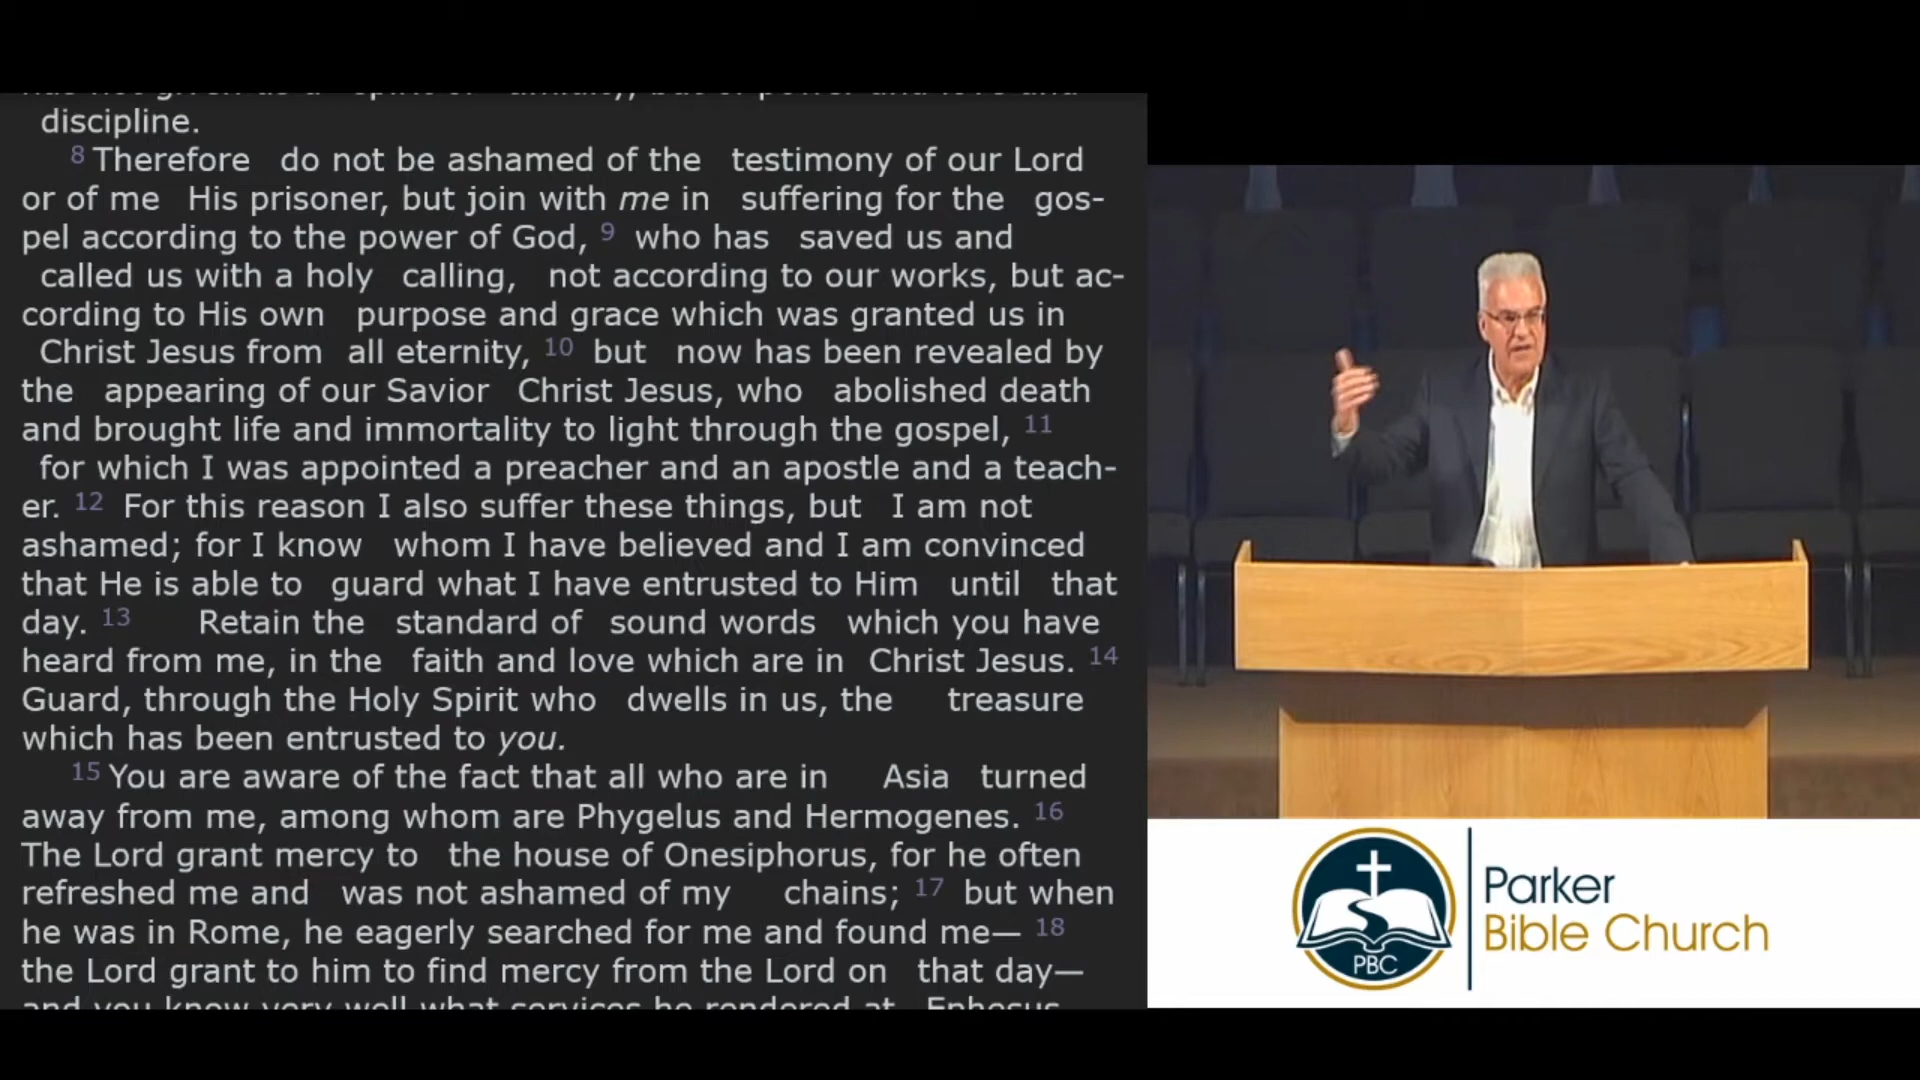 discipline.
8 Therefore do not be ashamed of the testimony of our Lord
or of me His prisoner, but join with me in suffering for the gos-
pel according to the power of God, 9 who has saved us and
called us with a holy calling, not according to our works, but ac-
cording to His own purpose and grace which was granted us in
Christ Jesus from all eternity, 10 but now has been revealed by
the appearing of our Savior Christ Jesus, who abolished death
and brought life and immortality to light through the gospel, 11
for which I was appointed a preacher and an apostle and a teach-
er. 12 For this reason I also suffer these things, but I am not
ashamed; for I know whom I have believed and I am convinced
that He is able to guard what I have entrusted to Him until that
day. 13 Retain the standard of sound words which you have
heard from me, in the faith and love which are in Christ Jesus. 14
Guard, through the Holy Spirit who dwells in us, the treasure
which has been entrusted to you.
15 You are aware of the fact that all who are in Asia turned
away from me, among whom are Phygelus and Hermogenes. 16
The Lord grant mercy to the house of Onesiphorus, for he often
refreshed me and was not ashamed of my chains; 17 but when
he was in Rome, he eagerly searched for me and found me— 18
the Lord grant to him to find mercy from the Lord on that day—
and you know very well what services he rendered at Ephesus
PBC
Parker
Bible Church